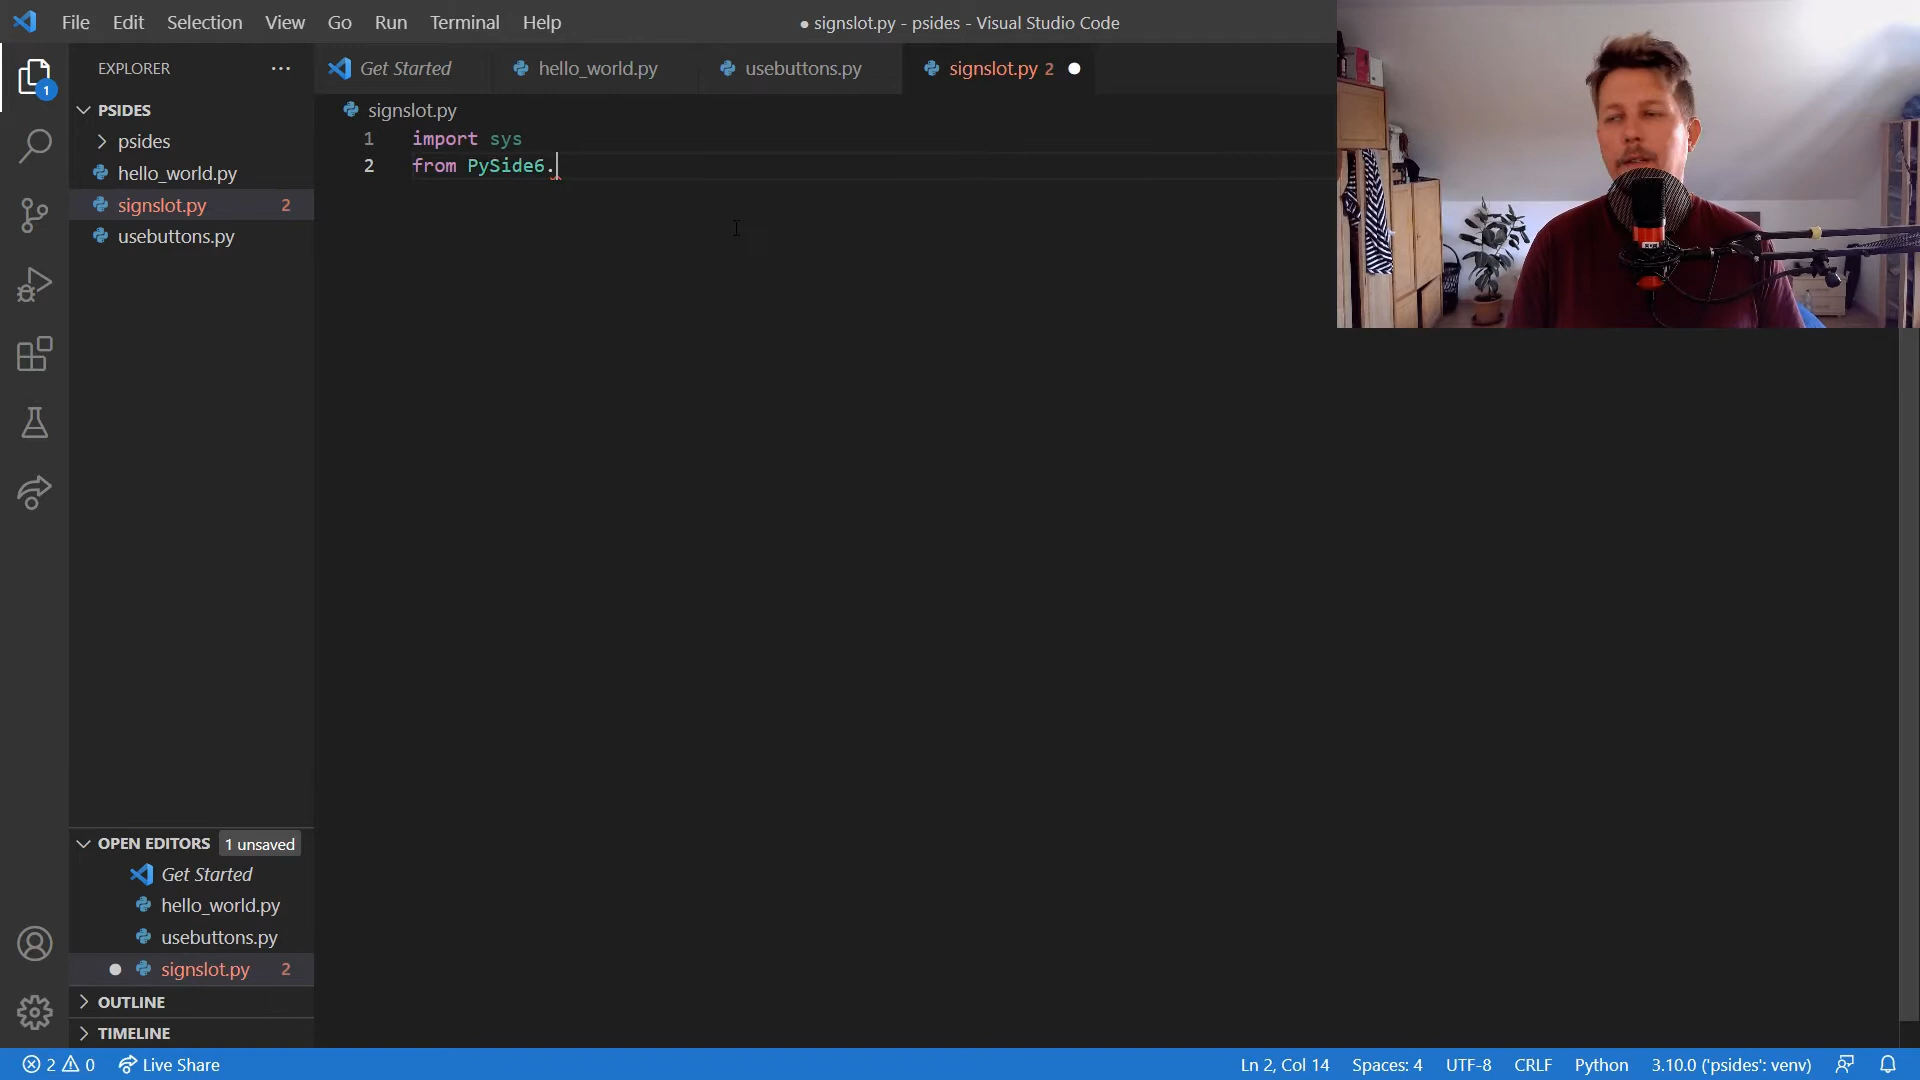 File Edit Selection View Go Run Terminal Help
● signslot.py - psides - Visual Studio Code
EXPLORER
Get Started
hello_world.py
usebuttons.py
signslot.py 2
1
PSIDES
psides
hello_world.py
signslot.py 2
usebuttons.py
signslot.py
1 import sys
2 from PySide6.
OPEN EDITORS 1 unsaved
Get Started
hello_world.py
usebuttons.py
signslot.py 2
OUTLINE
TIMELINE
2 0 Live Share
Ln 2, Col 14 Spaces: 4 UTF-8 CRLF Python 3.10.0 ('psides': venv)